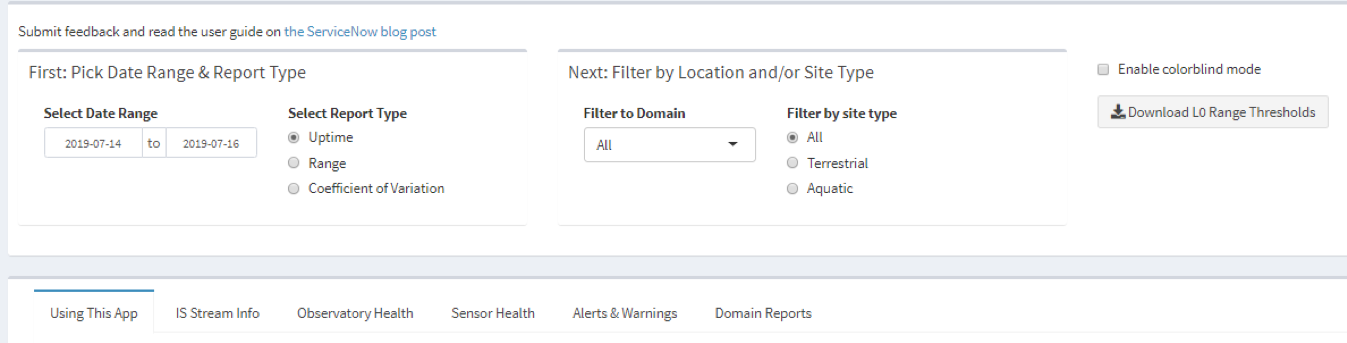 Submit feedback and read the user guide on the ServiceNow blog post
First: Pick Date Range & Report Type
Select Date Range
2019-07-14 to 2019-07-16
Select Report Type
Uptime
Range
Coefficient of Variation
Next: Filter by Location and/or Site Type
Filter to Domain
All
Filter by site type
All
Terrestrial
Aquatic
Enable colorblind mode
Download L0 Range Thresholds
Using This App IS Stream Info Observatory Health Sensor Health Alerts & Warnings Domain Reports